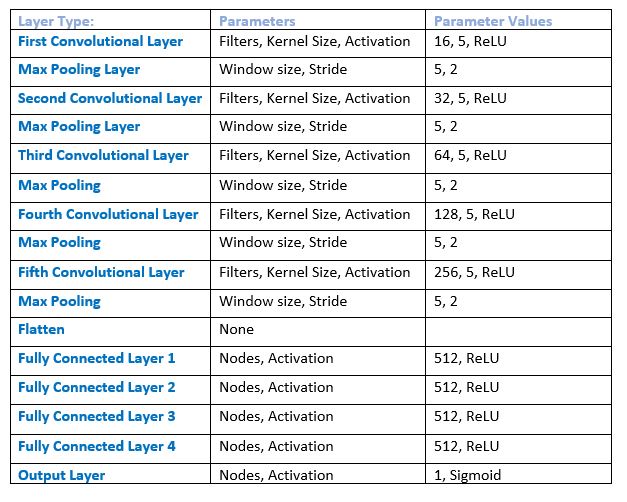 Layer Type: Parameters Parameter Values
First Convolutional Layer Filters, Kernel Size, Activation 16, 5, ReLU
Max Pooling Layer Window size, Stride 5, 2
Second Convolutional Layer Filters, Kernel Size, Activation 32, 5, ReLU
Max Pooling Layer Window size, Stride 5, 2
Third Convolutional Layer Filters, Kernel Size, Activation 64, 5, ReLU
Max Pooling Window size, Stride 5, 2
Fourth Convolutional Layer Filters, Kernel Size, Activation 128, 5, ReLU
Max Pooling Window size, Stride 5, 2
Fifth Convolutional Layer Filters, Kernel Size, Activation 256, 5, ReLU
Max Pooling Window size, Stride 5, 2
Flatten None
Fully Connected Layer 1 Nodes, Activation 512, ReLU
Fully Connected Layer 2 Nodes, Activation 512, ReLU
Fully Connected Layer 3 Nodes, Activation 512, ReLU
Fully Connected Layer 4 Nodes, Activation 512, ReLU
Output Layer Nodes, Activation 1, Sigmoid